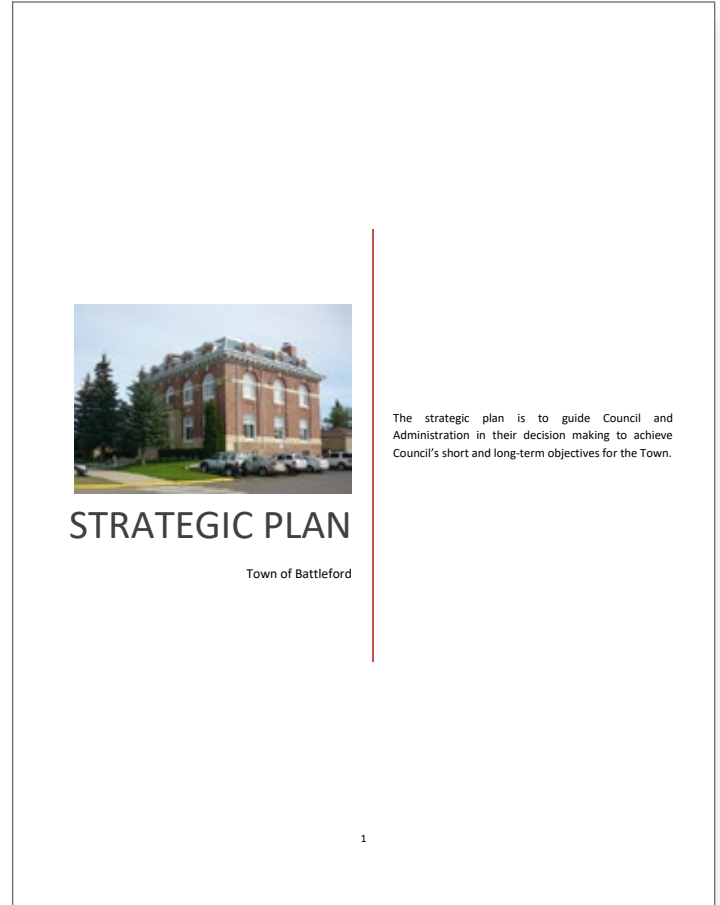 STRATEGIC PLAN
Town of Battleford
The strategic plan is to guide Council and
Administration in their decision making to achieve
Council's short and long-term objectives for the Town.
1